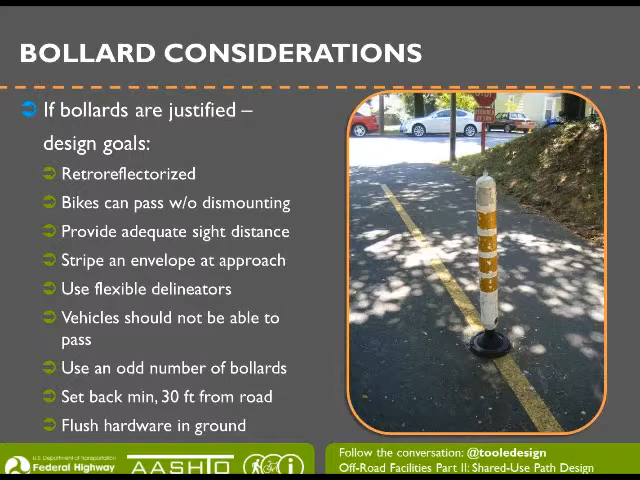 BOLLARD CONSIDERATIONS
If bollards are justified –
design goals:
Retroreflectorized
Bikes can pass w/o dismounting
Provide adequate sight distance
Stripe an envelope at approach
Use flexible delineators
Vehicles should not be able to
pass
Use an odd number of bollards
Set back min, 30 ft from road
Flush hardware in ground
U.S. Department of Transportation
Federal Highway
AASHTO
Follow the conversation: @tooledesign
Off-Road Facilities Part II: Shared-Use Path Design